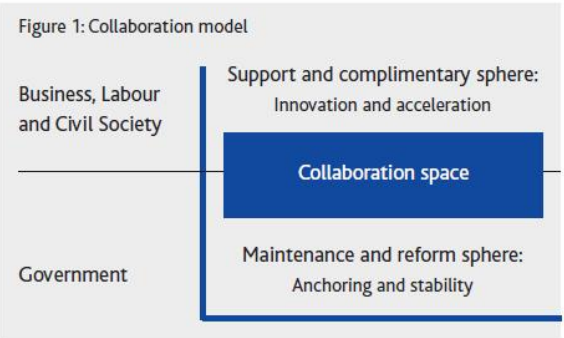 Figure 1: Collaboration model
Business, Labour
and Civil Society
Support and complimentary sphere:
Innovation and acceleration
Collaboration space
Government
Maintenance and reform sphere:
Anchoring and stability